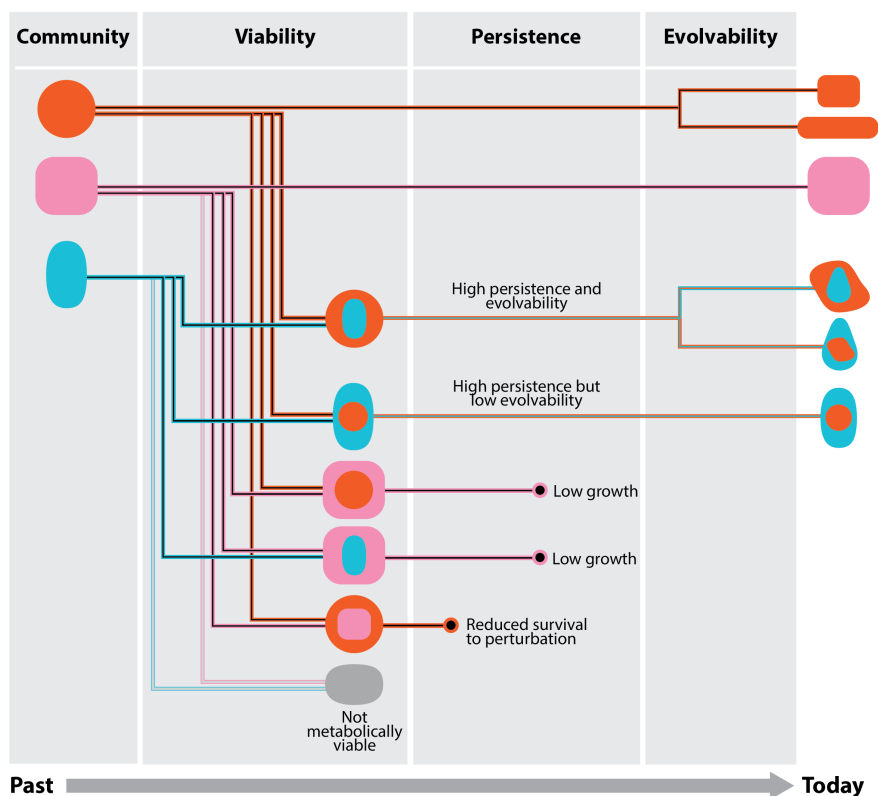 Community
Viability
Persistence
Evolvability
High persistence and
evolvability
High persistence but
low evolvability
Low growth
Low growth
Reduced survival
to perturbation
Not
metabolically
viable
Past
Today